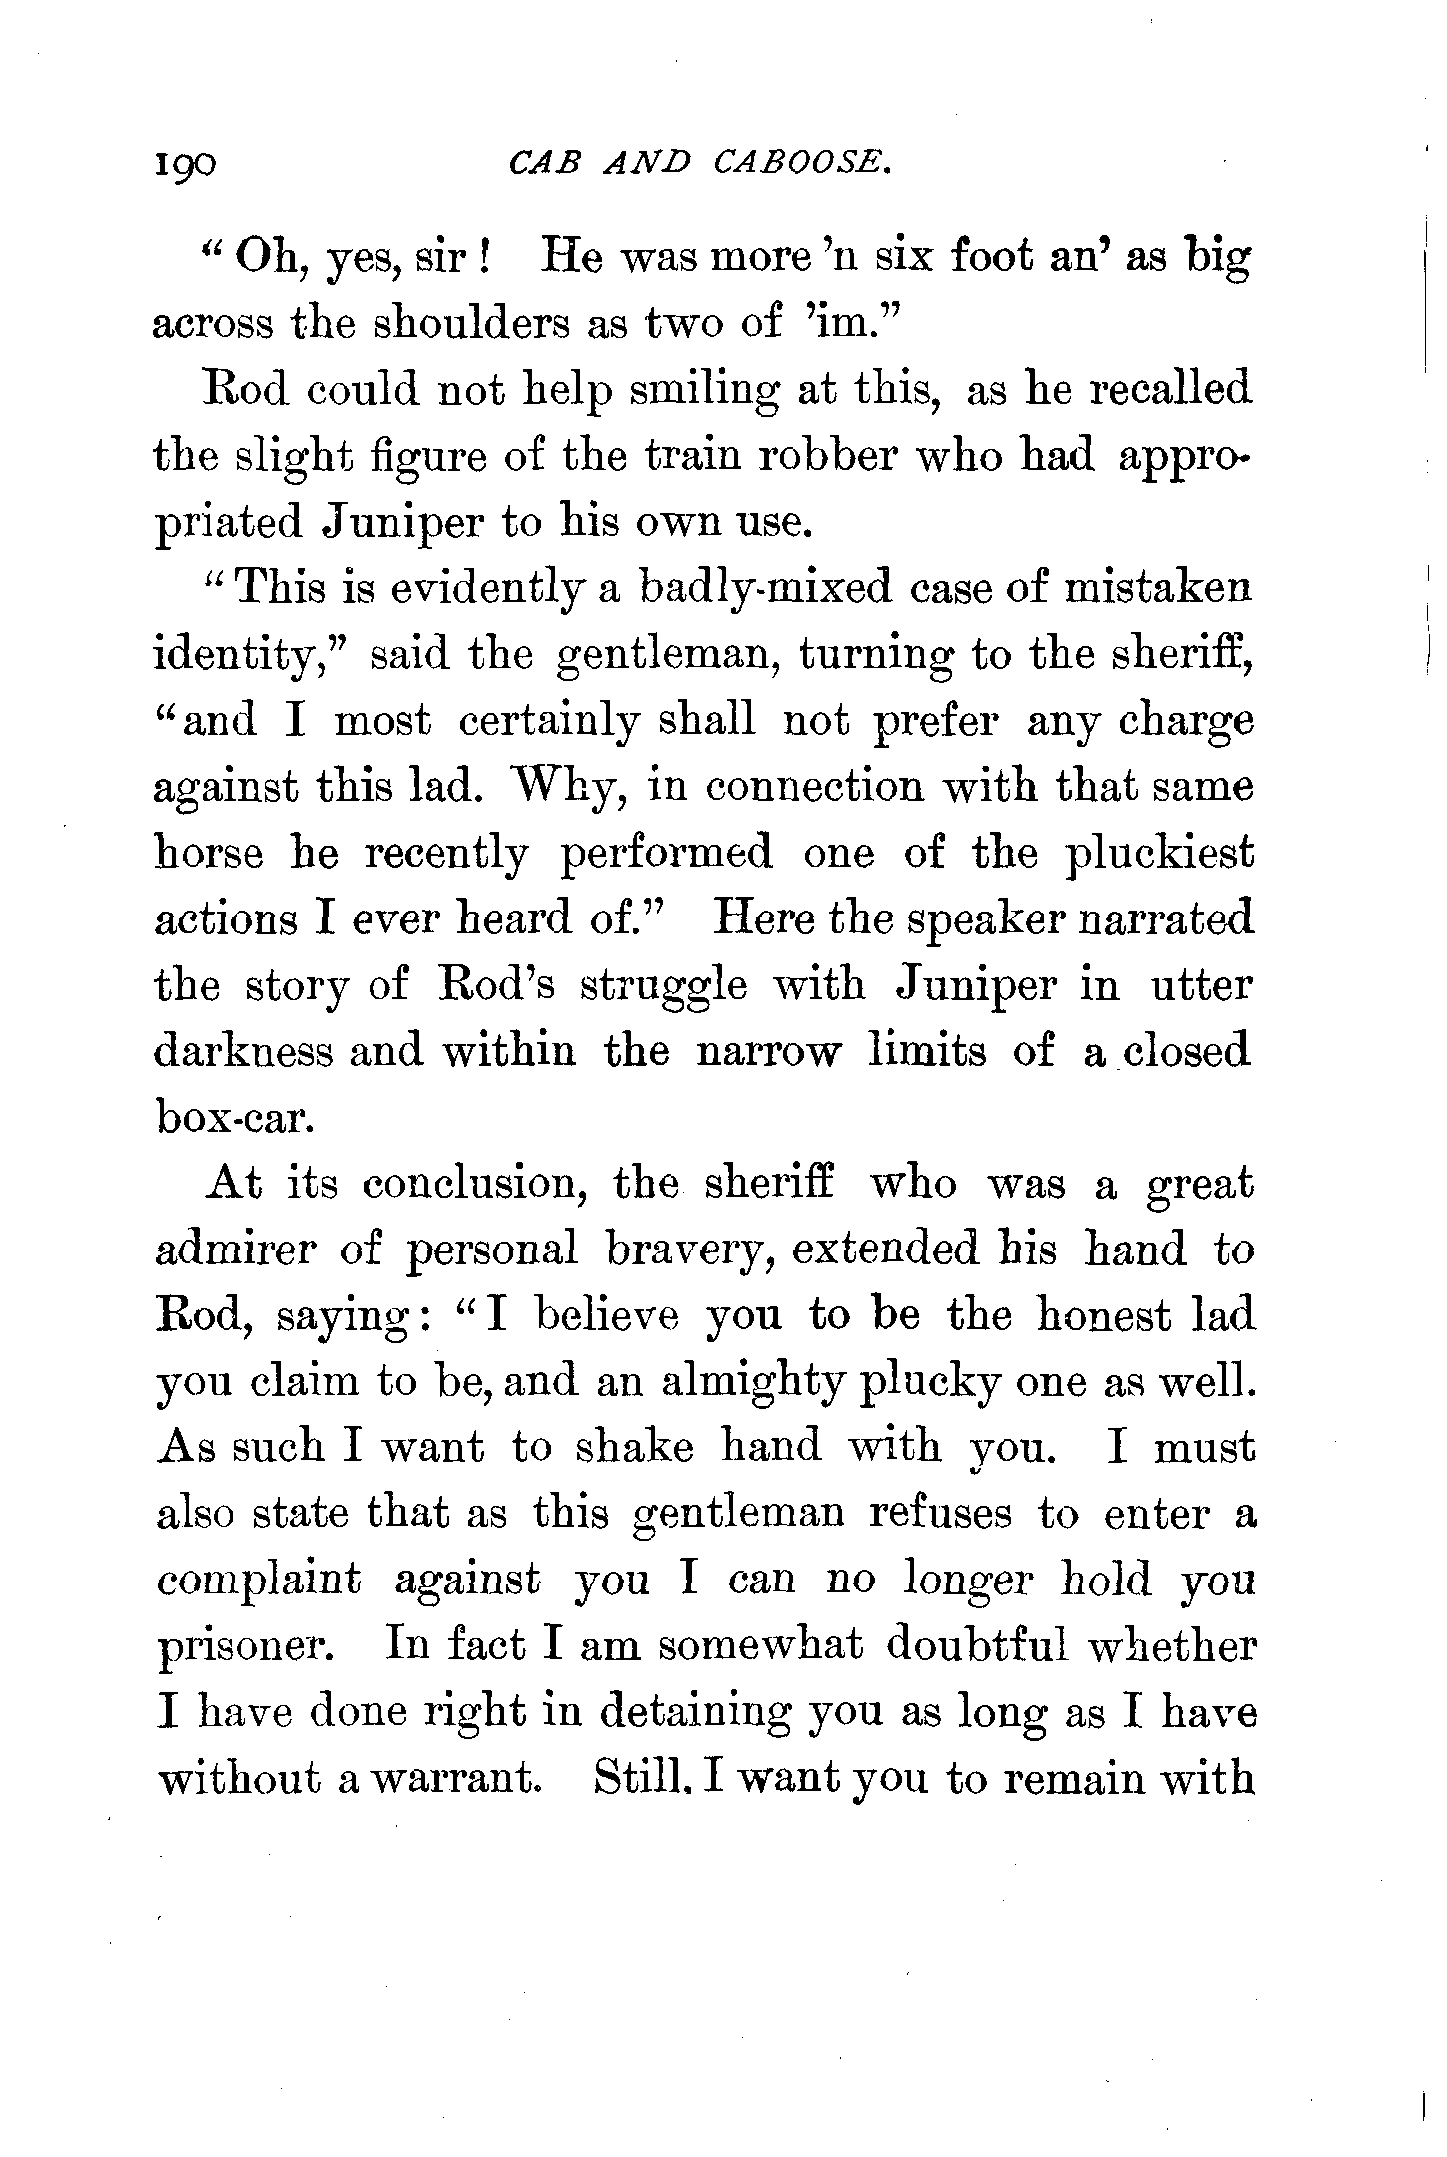 190 CAB AND CABOOSE.
“ Oh, yes, sir ! He was more ’n six foot an’ as big
across the shoulders as two of ’im.”
Rod could not help smiling at this, as he recalled
the slight figure of the train robber who had appro-
priated Juniper to his own use.
“ This is evidently a badly-mixed case of mistaken
identity,” said the gentleman, turning to the sheriff,
“and I most certainly shall not prefer any charge
against this lad. Why, in connection with that same
horse he recently performed one of the pluckiest
actions I ever heard of.” Here the speaker narrated
the story of Rod’s struggle with Juniper in utter
darkness and within the narrow limits of a closed
box-car.
At its conclusion, the sheriff who was a great
admirer of personal bravery, extended his hand to
Rod, saying: “ I believe you to be the honest lad
you claim to be, and an almighty plucky one as well.
As such I want to shake hand with you. I must
also state that as this gentleman refuses to enter a
complaint against you I can no longer hold you
prisoner. In fact I am somewhat doubtful whether
I have done right in detaining you as long as I have
without a warrant. Still, I want you to remain with